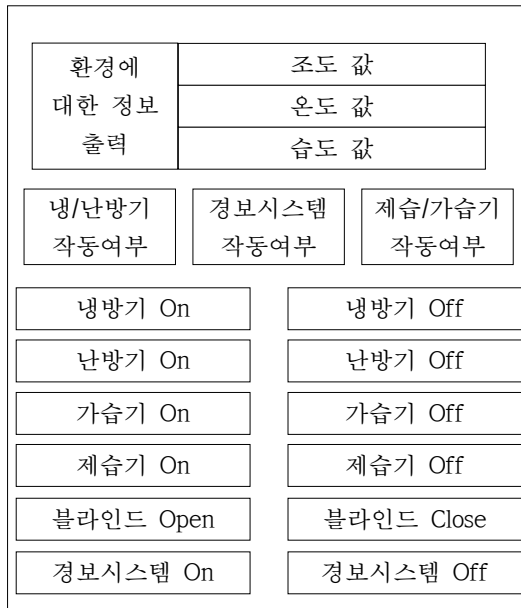 환경에
대한 정보
출력
조도 값
온도 값
습도 값
냉/난방기
작동여부
경보시스템
작동여부
제습/가습기
작동여부
냉방기 On
냉방기 Off
난방기 On
난방기 Off
가습기 On
가습기 Off
제습기 On
제습기 Off
블라인드 Open
블라인드 Close
경보시스템 On
경보시스템 Off